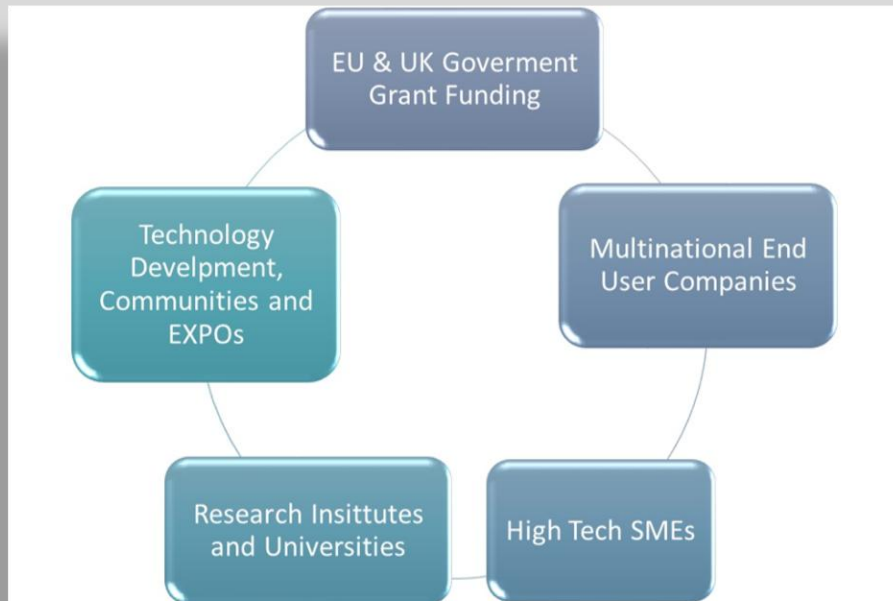 EU & UK Goverment
Grant Funding
Multinational End
User Companies
High Tech SMEs
Research Insittutes
and Universities
Technology
Develpment,
Communities and
EXPOs